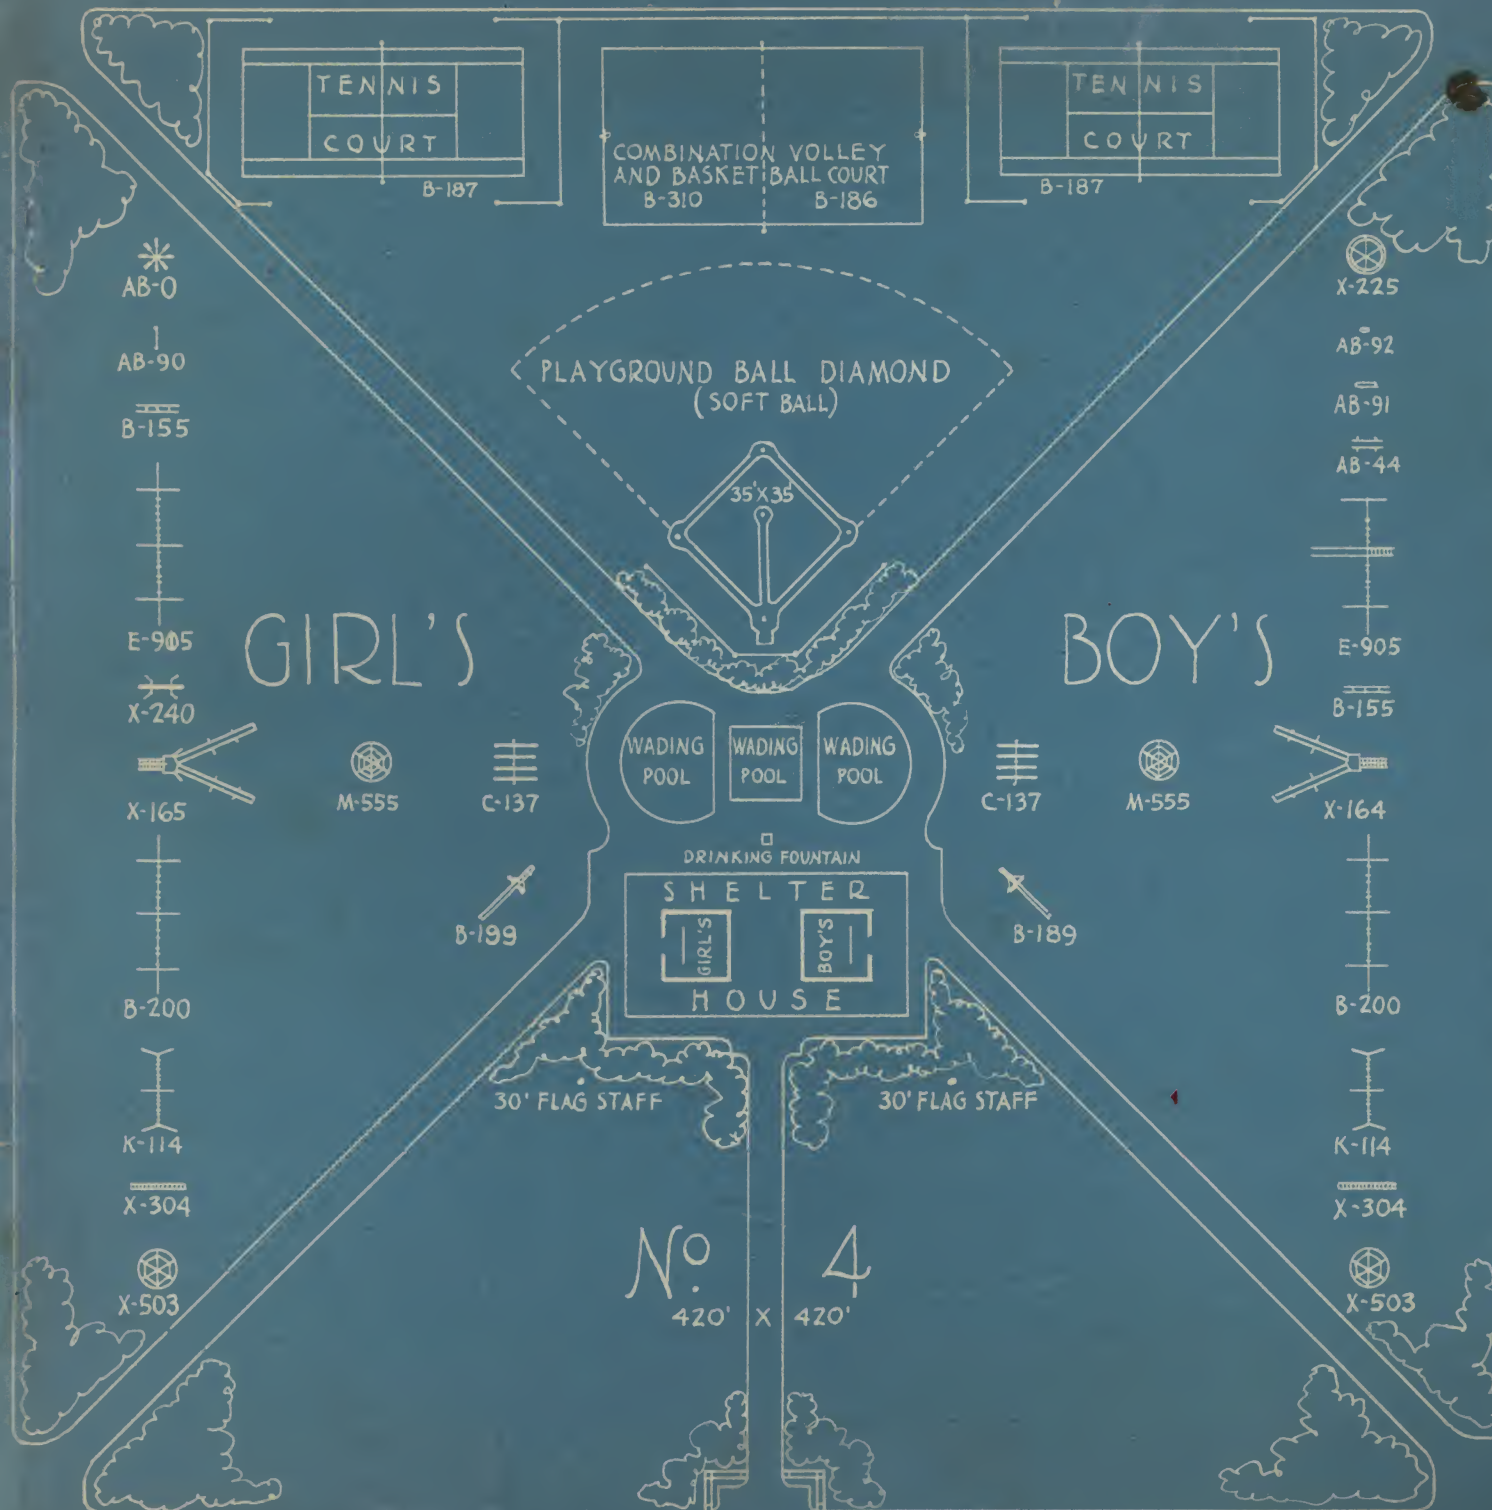 TENNIS
COURT
B-187
COMBINATION VOLLEY
AND BASKET BALL COURT
B-310 B-186
TENNIS
COURT
B-187
PLAYGROUND BALL DIAMOND
(SOFT BALL)
35'X35'
AB-0
AB-90
B-155
E-905
X-240
X-165
B-200
K-114
X-304
X-503
GIRL'S
M-555
C-137
B-199
WADING
POOL
WADING
POOL
WADING
POOL
DRINKING FOUNTAIN
SHELTER
GIRL'S
BOY'S
HOUSE
30' FLAG STAFF
30' FLAG STAFF
BOY'S
C-137
M-555
B-189
X-225
AB-92
AB-91
AB-44
E-905
B-155
X-164
B-200
K-114
X-304
X-503
No. 4
420' X 420'